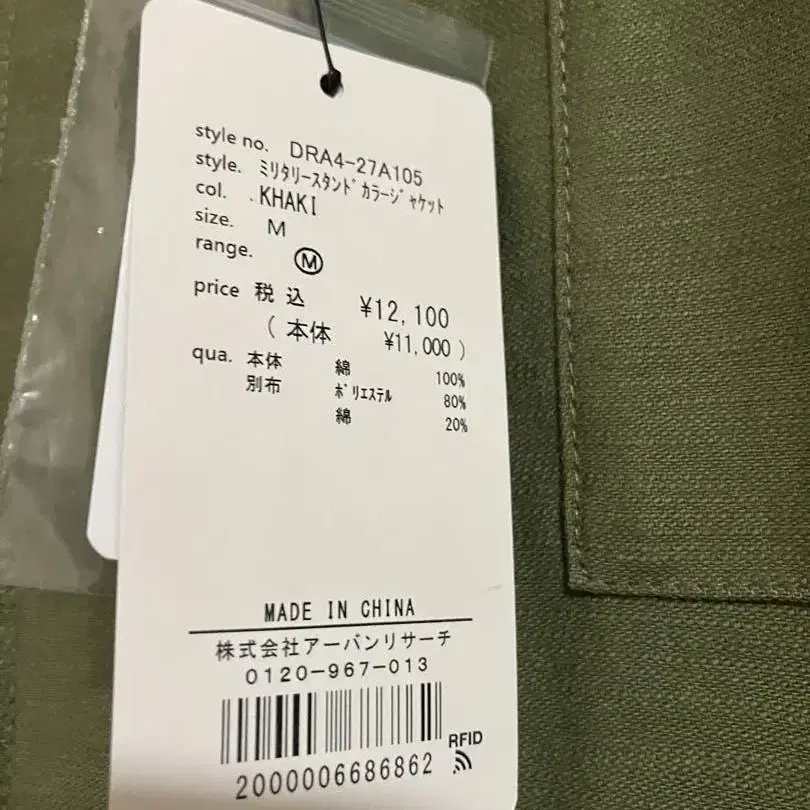 style no. DRA4-27A105
style. ﾐﾘﾀﾘｰｽﾀﾝﾄﾞｶﾗｰｼﾞｬｹｯﾄ
col. .KHAKI
size. M
range. Ⓜ
price 税込 ¥12,100
(本体 ¥11,000)
qua. 本体 綿 100%
別布 ﾎﾟﾘｴｽﾃﾙ 80%
綿 20%
MADE IN CHINA
株式会社アーバンリサーチ
0120-967-013
RFID
2000006686862